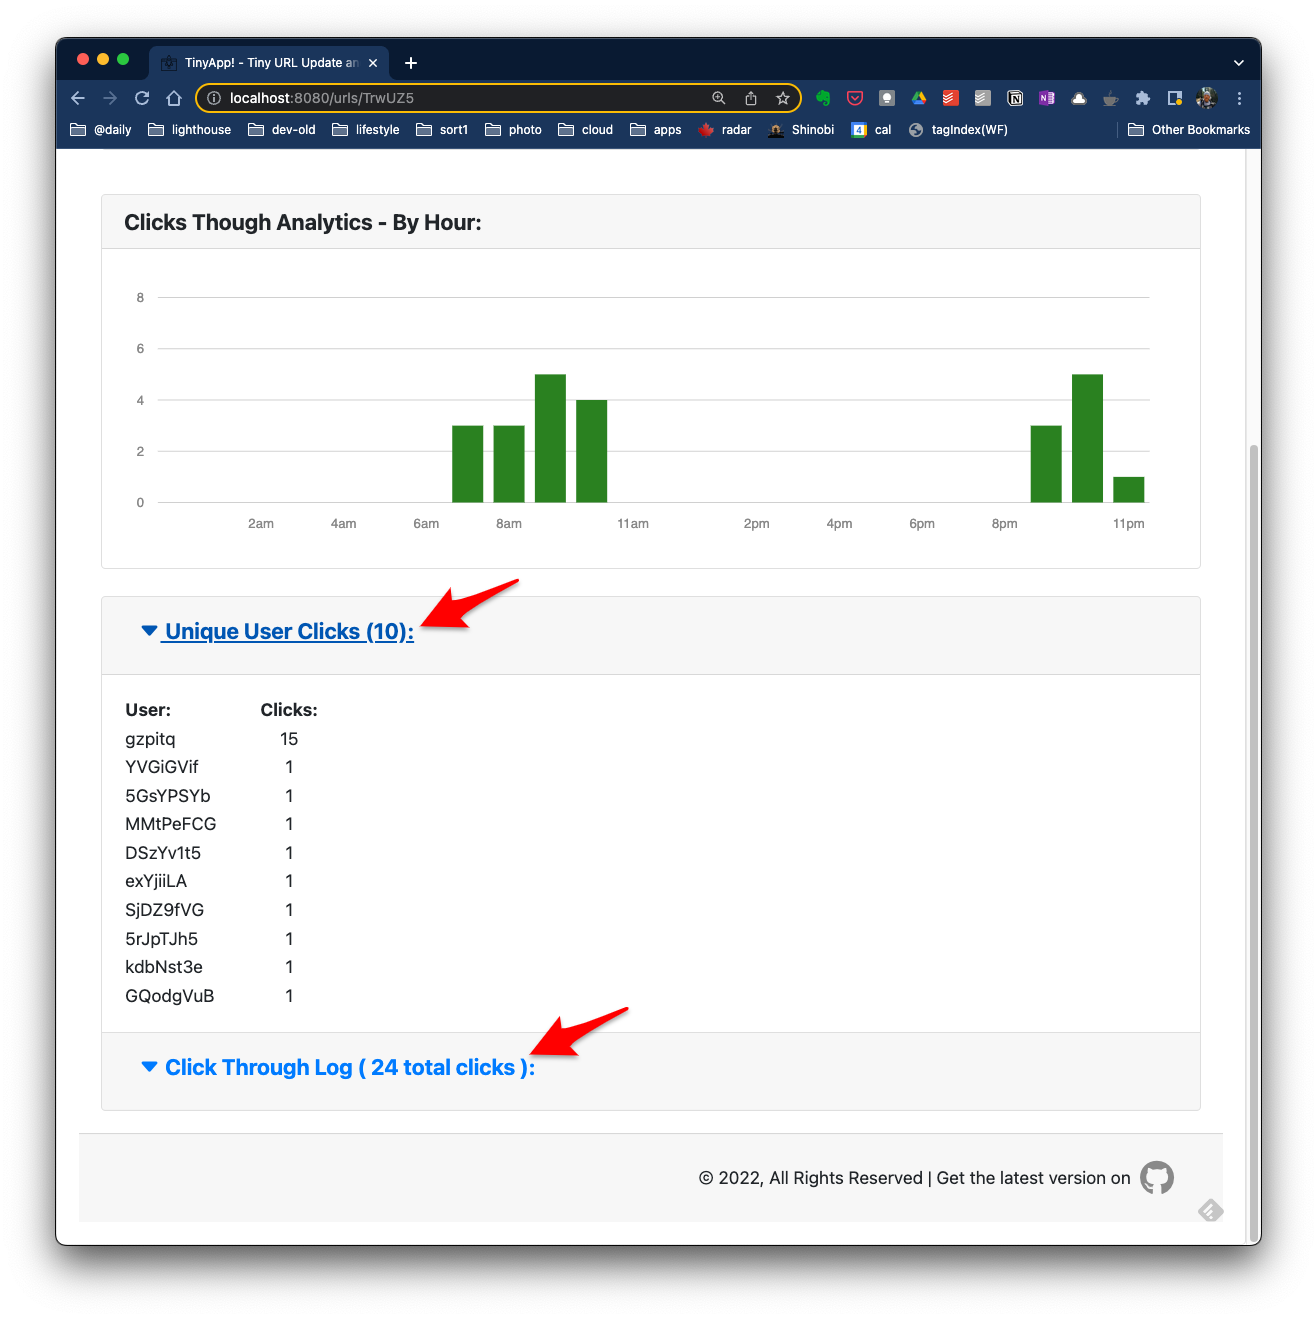 TinyApp! - Tiny URL Update an
localhost:8080/urls/TrwUZ5
@daily lighthouse dev-old lifestyle sort1 photo cloud apps radar Shinobi 4 cal tagIndex(WF) Other Bookmarks
Clicks Though Analytics - By Hour:
8
6
4
2
0
2am 4am 6am 8am 11am 2pm 4pm 6pm 8pm 11pm
Unique User Clicks (10):
User: Clicks:
gzpitq 15
YVGiGVif 1
5GsYPSYb 1
MMtPeFCG 1
DSzYv1t5 1
exYjiiLA 1
SjDZ9fVG 1
5rJpTJh5 1
kdbNst3e 1
GQodgVuB 1
Click Through Log ( 24 total clicks ):
© 2022, All Rights Reserved | Get the latest version on